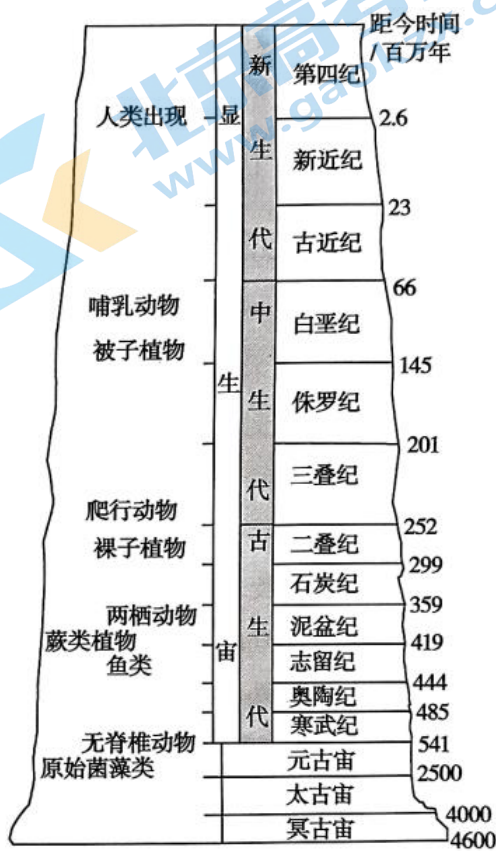 距今时间
/百万年
新生代
第四纪
人类出现
显生宙
2.6
新近纪
23
古近纪
66
哺乳动物
中生代
白垩纪
被子植物
145
侏罗纪
201
三叠纪
爬行动物
252
古生代
二叠纪
裸子植物
299
石炭纪
359
两栖动物
泥盆纪
蕨类植物
419
鱼类
志留纪
444
奥陶纪
485
寒武纪
无脊椎动物
541
原始菌藻类
元古宙
2500
太古宙
4000
冥古宙
4600
北京高
www.gao